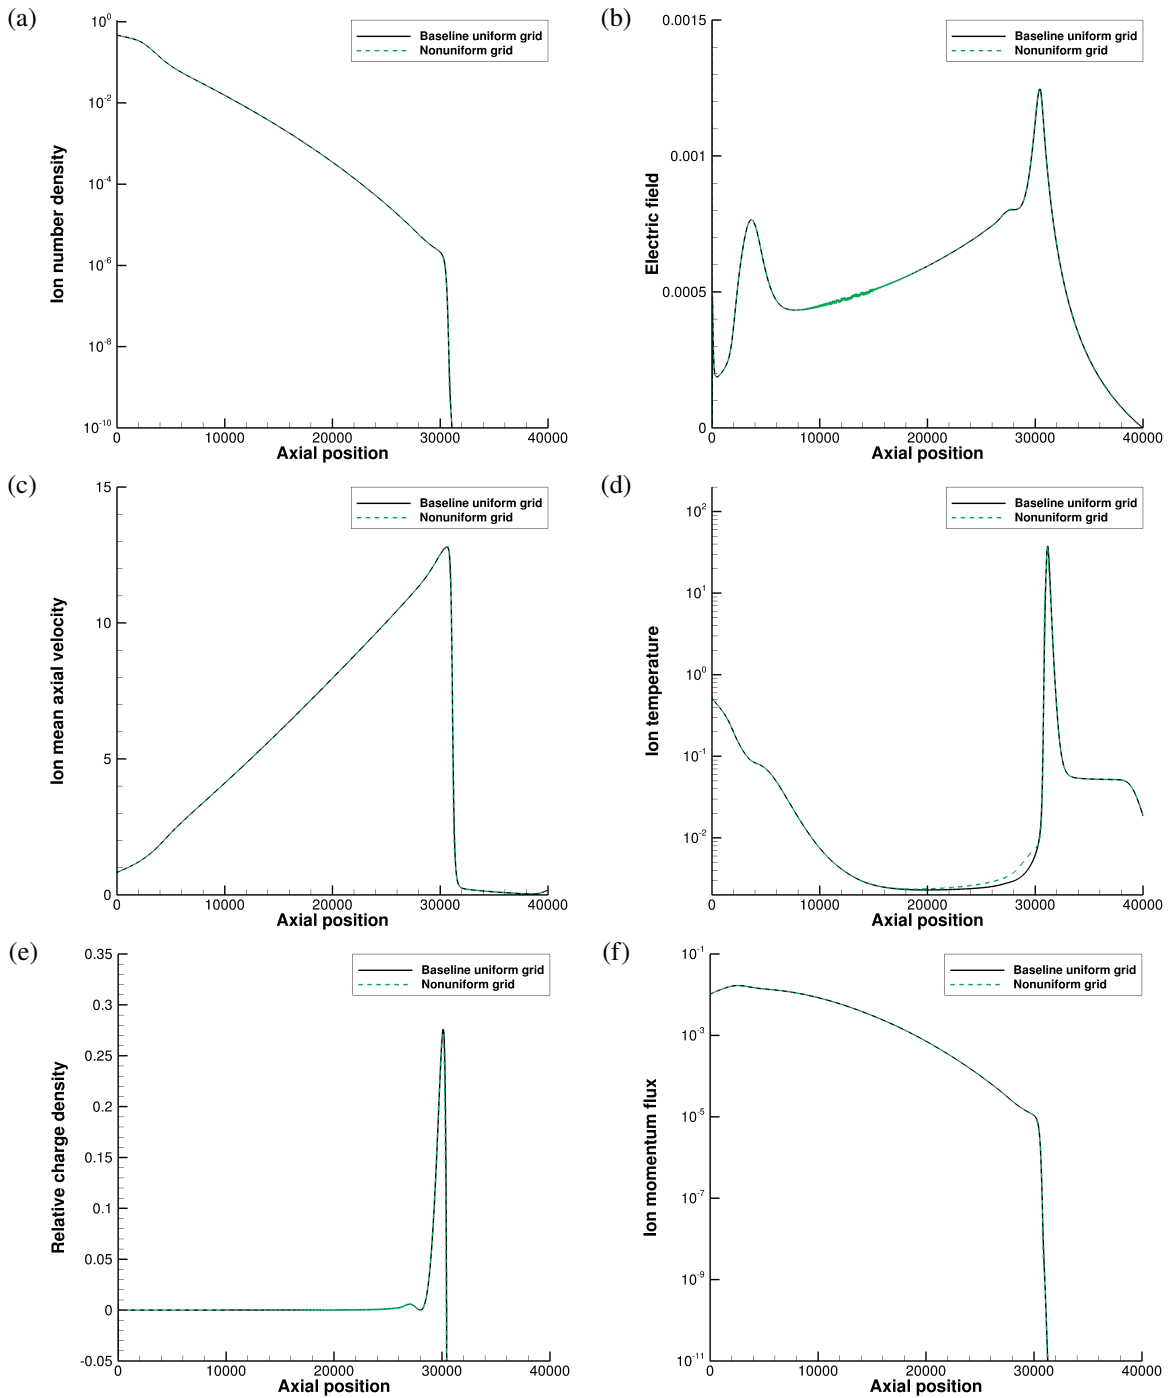 (a)
10^0
10^-2
10^-4
10^-6
10^-8
10^-10
Ion number density
Baseline uniform grid
Nonuniform grid
0 10000 20000 30000 40000
Axial position
(b)
0.0015
0.001
0.0005
0
Electric field
Baseline uniform grid
Nonuniform grid
0 10000 20000 30000 40000
Axial position
(c)
15
10
5
0
Ion mean axial velocity
Baseline uniform grid
Nonuniform grid
0 10000 20000 30000 40000
Axial position
(d)
10^2
10^1
10^0
10^-1
10^-2
Ion temperature
Baseline uniform grid
Nonuniform grid
0 10000 20000 30000 40000
Axial position
(e)
0.35
0.3
0.25
0.2
0.15
0.1
0.05
0
-0.05
Relative charge density
Baseline uniform grid
Nonuniform grid
0 10000 20000 30000 40000
Axial position
(f)
10^-1
10^-3
10^-5
10^-7
10^-9
10^-11
Ion momentum flux
Baseline uniform grid
Nonuniform grid
0 10000 20000 30000 40000
Axial position